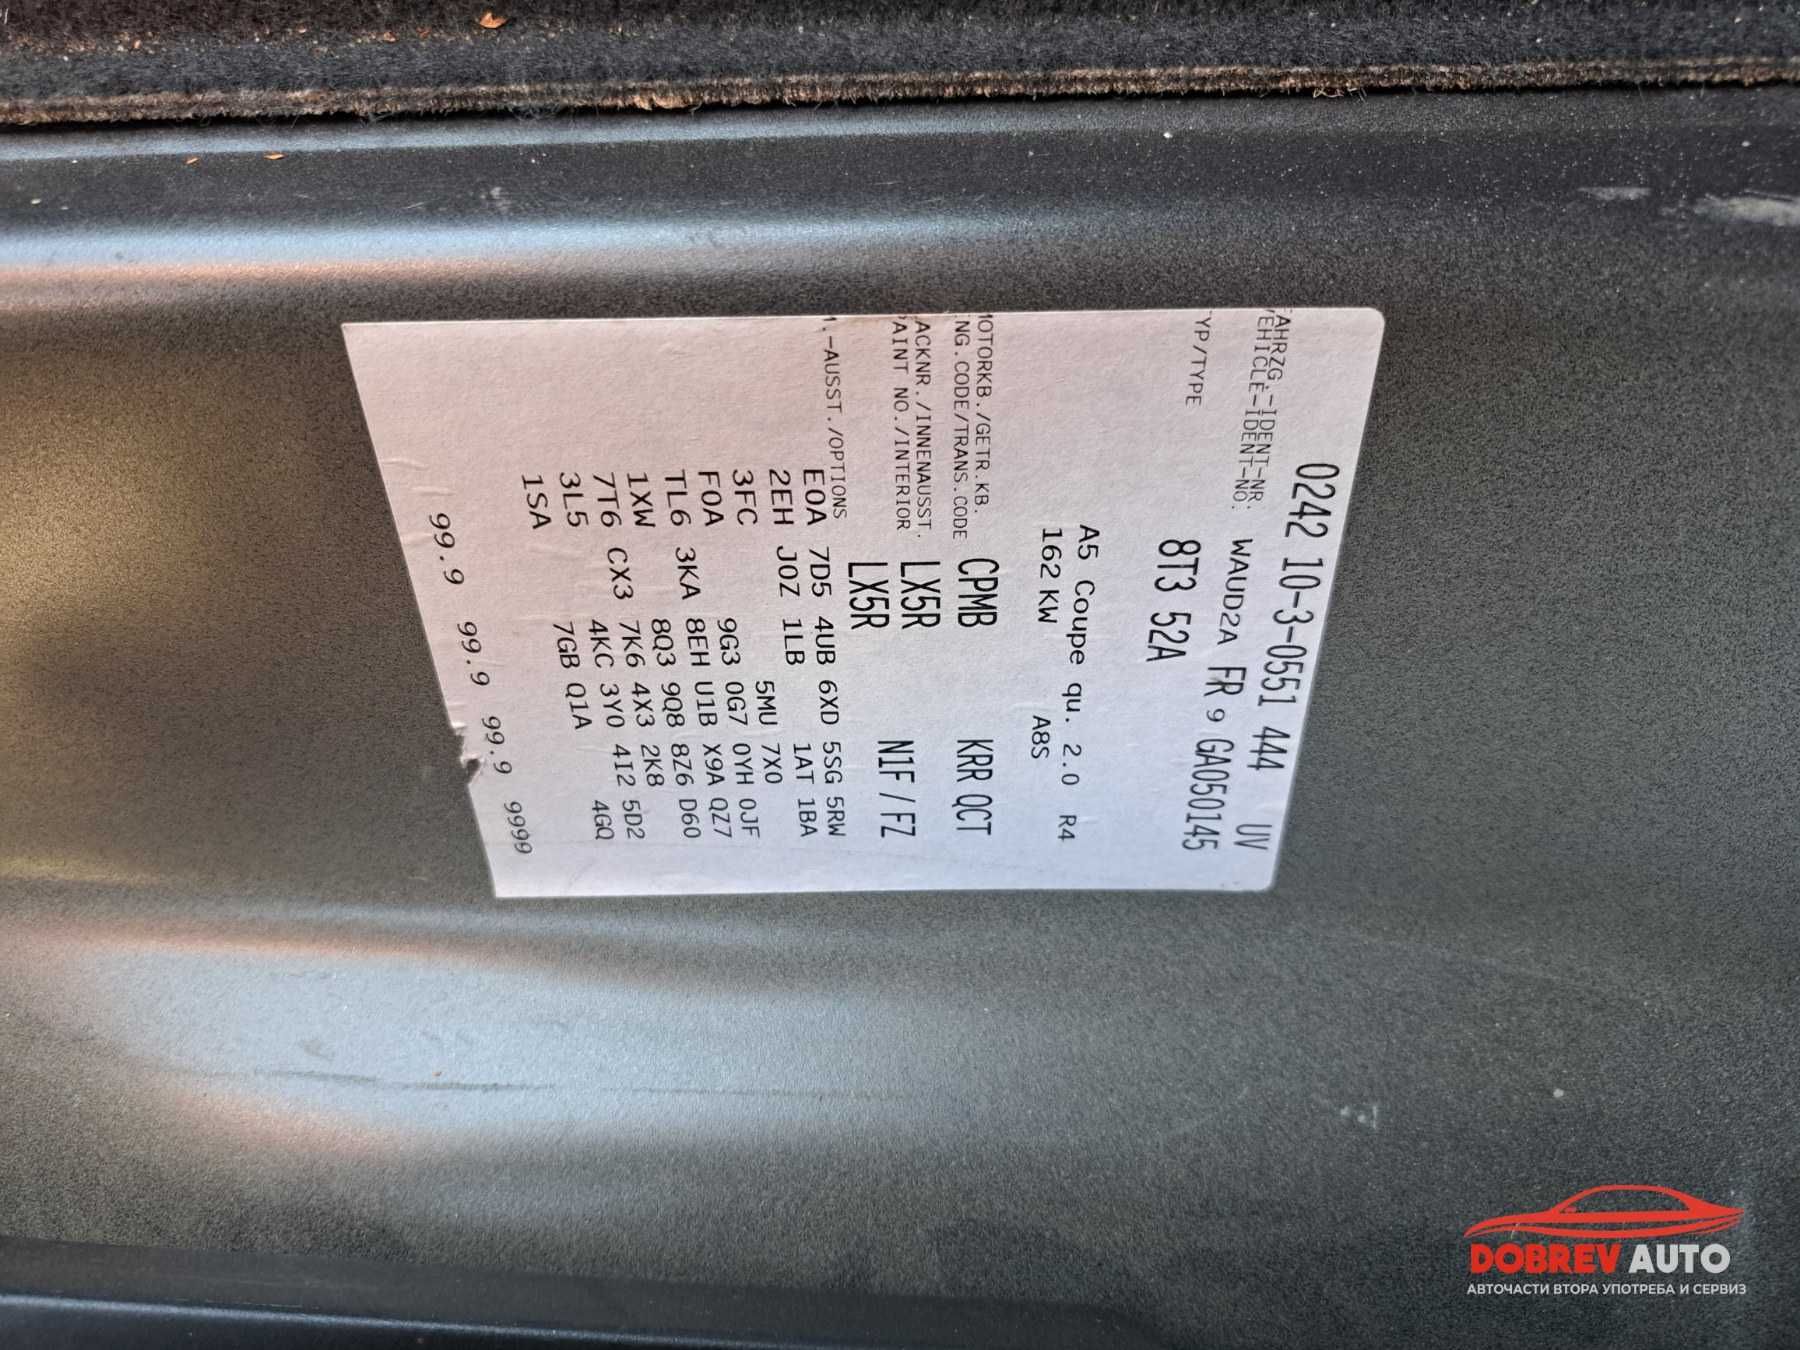 0242 10-3-0551 444 UV
FAHRZG.-IDENT-NR.
VEHICLE-IDENT-NO. WAUD2A FR 9 GA050145
YP/TYPE 8T3 52A
A5 Coupe qu. 2.0 R4
162 KW A8S
MOTORKB./GETR.KB.
NG.CODE/TRANS.CODE CPMB KRR QCT
ACKNR./INNENAUSST. LX5R
PAINT NO./INTERIOR LX5R N1F / FZ
.-AUSST./OPTIONS
E0A 7D5 4UB 6XD 5SG 5RW
2EH J0Z 1LB 1AT 1BA
5MU 7X0
3FC 9G3 0G7 0YH 0JF
F0A 8EH U1B X9A QZ7
TL6 3KA 8Q3 9Q8 8Z6 D60
1XW 7K6 4X3 2K8
7T6 CX3 4KC 3Y0 4I2 5D2
3L5 7GB Q1A 4GQ
1SA
99.9 99.9 99.9 9999
DOBREV AUTO
АВТОЧАСТИ ВТОРА УПОТРЕБА И СЕРВИЗ